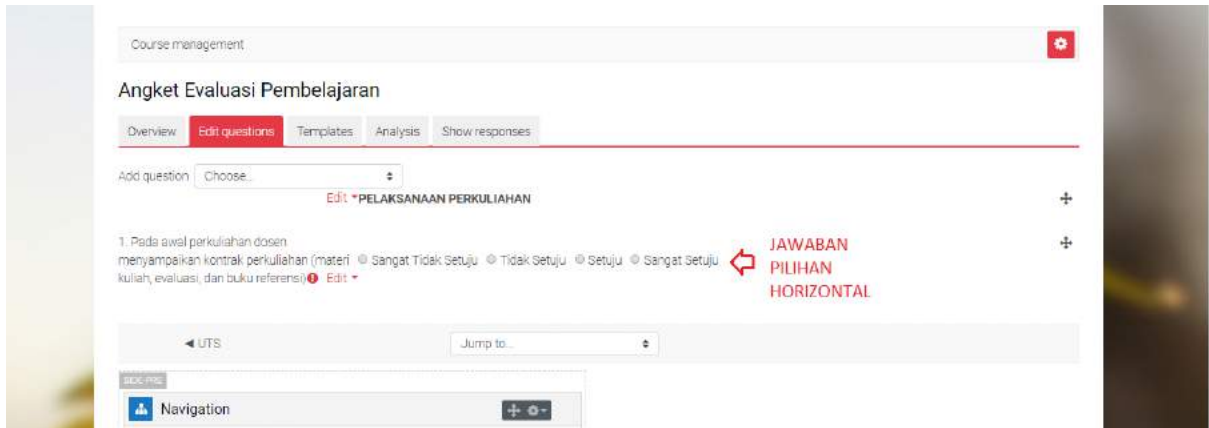 Course management
Angket Evaluasi Pembelajaran
Overview Edit questions Templates Analysis Show responses
Add question Choose...
Edit PELAKSANAAN PERKULIAHAN
1. Pada awal perkuliahan dosen
menyampaikan kontrak perkuliahan (materi Sangat Tidak Setuju Tidak Setuju Setuju Sangat Setuju
kuliah, evaluasi, dan buku referensi) Edit
JAWABAN
PILIHAN
HORIZONTAL
◀ UTS Jump to...
SIDE-PRE
Navigation